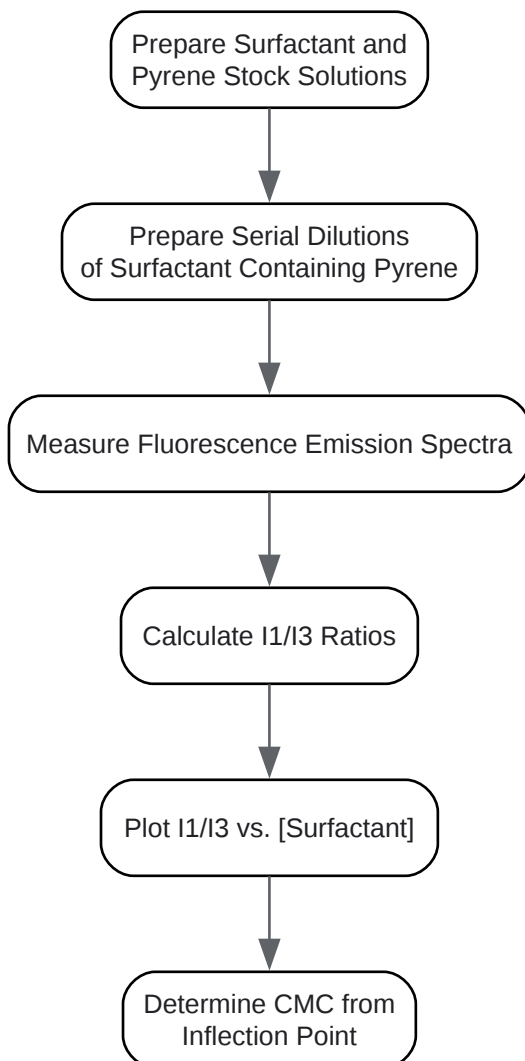 Prepare Surfactant and
Pyrene Stock Solutions
Prepare Serial Dilutions
of Surfactant Containing Pyrene
Measure Fluorescence Emission Spectra
Calculate I1/I3 Ratios
Plot I1/I3 vs. [Surfactant]
Determine CMC from
Inflection Point